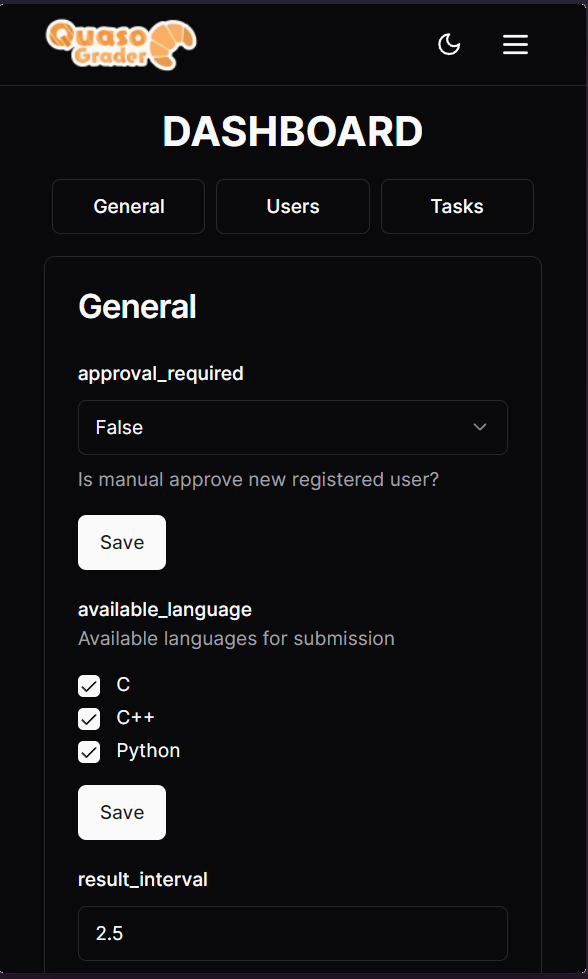 Quaso
Grader
DASHBOARD
General Users Tasks
General
approval_required
False
Is manual approve new registered user?
Save
available_language
Available languages for submission
C
C++
Python
Save
result_interval
2.5